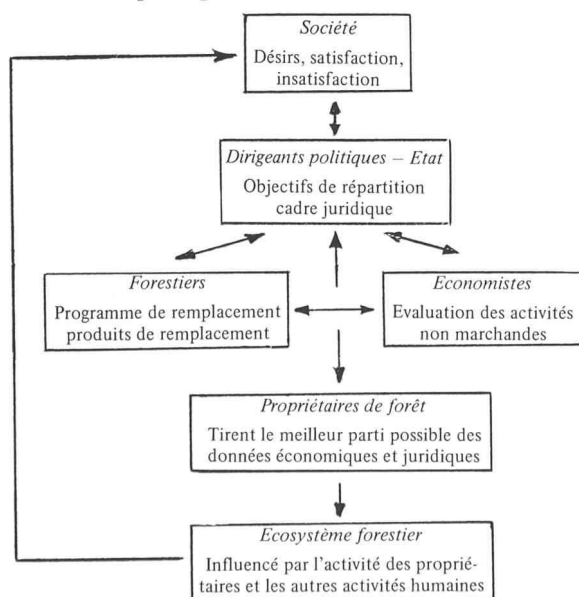 Société
Désirs, satisfaction,
insatisfaction
Dirigeants politiques – Etat
Objectifs de répartition
cadre juridique
Forestiers
Programme de remplacement
produits de remplacement
Economistes
Evaluation des activités
non marchandes
Propriétaires de forêt
Tirent le meilleur parti possible des
données économiques et juridiques
Ecosystème forestier
Influencé par l'activité des proprié-
taires et les autres activités humaines